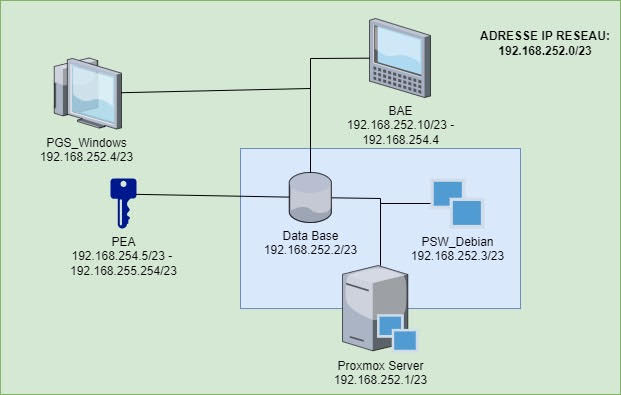 ADRESSE IP RESEAU:
192.168.252.0/23
BAE
192.168.252.10/23 -
192.168.254.4
PGS_Windows
192.168.252.4/23
PEA
192.168.254.5/23 -
192.168.255.254/23
Data Base
192.168.252.2/23
PSW_Debian
192.168.252.3/23
Proxmox Server
192.168.252.1/23